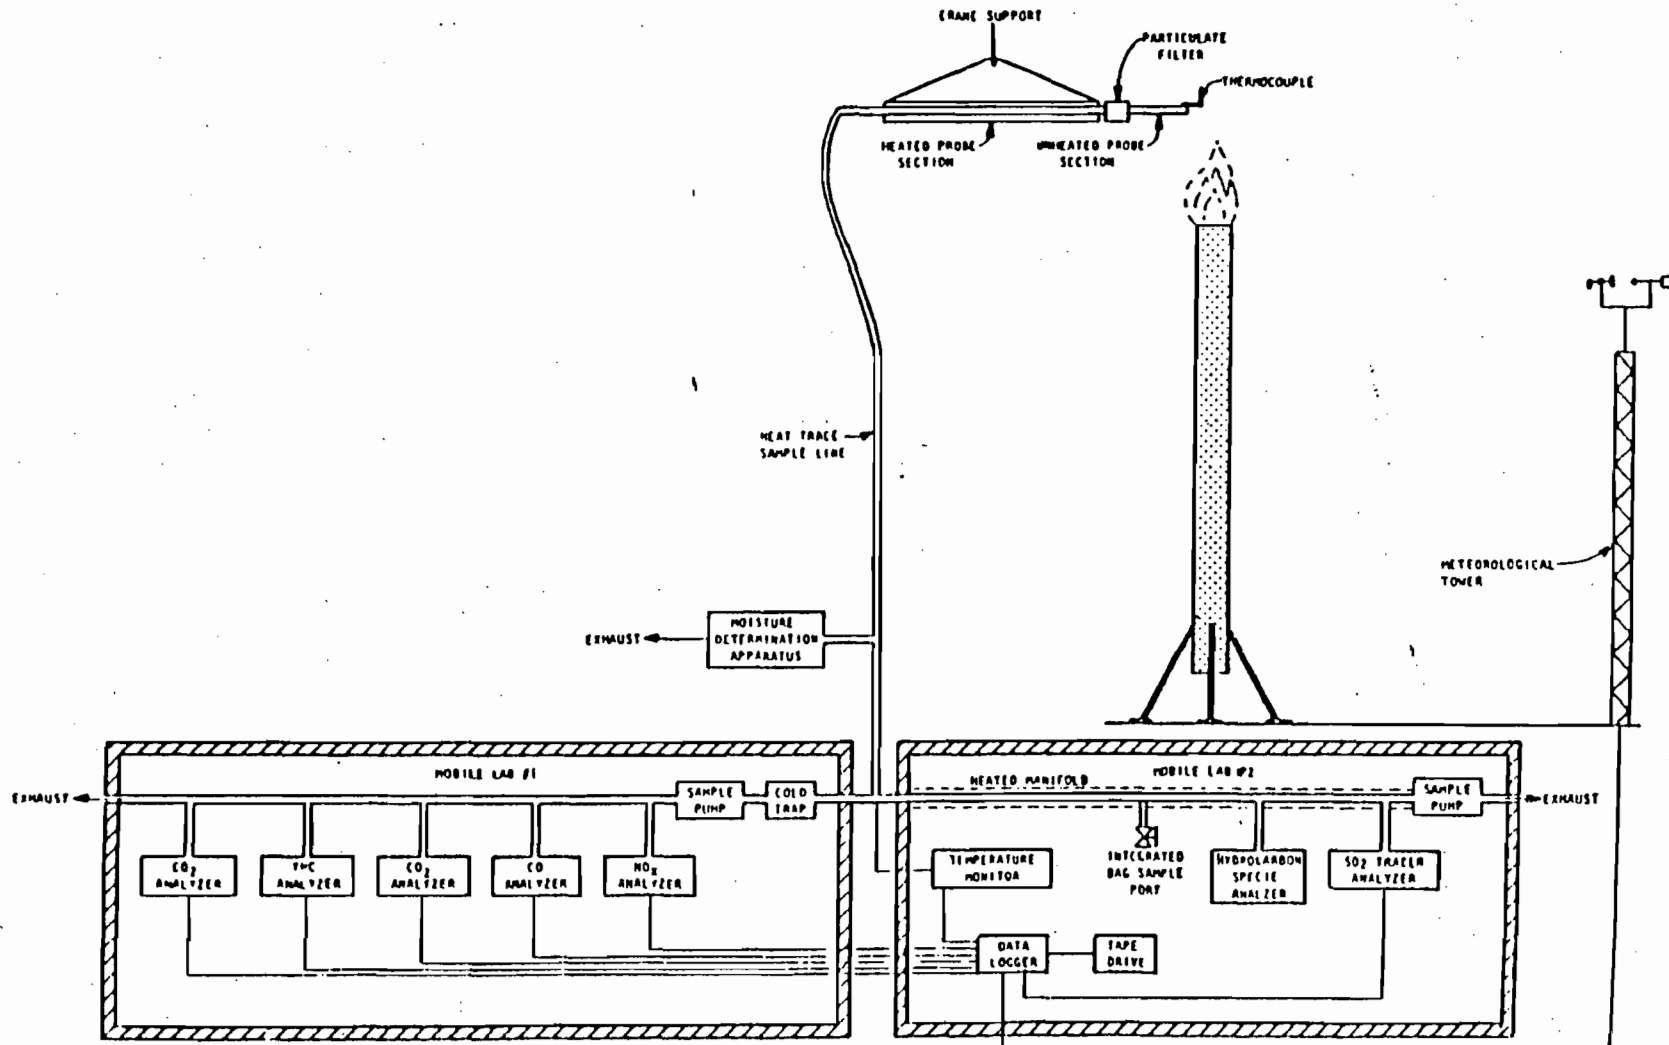 CRANE SUPPORT
PARTICULATE
FILTER
THERMOCOUPLE
HEATED PROBE
SECTION
UNHEATED PROBE
SECTION
HEAT TRACE
SAMPLE LINE
METEOROLOGICAL
TOWER
EXHAUST
MOISTURE
DETERMINATION
APPARATUS
MOBILE LAB #1
EXHAUST
SAMPLE
PUMP
COLD
TRAP
CO2
ANALYZER
THC
ANALYZER
CO2
ANALYZER
CO
ANALYZER
NOX
ANALYZER
MOBILE LAB #2
HEATED MANIFOLD
SAMPLE
PUMP
EXHAUST
TEMPERATURE
MONITOR
INTEGRATED
BAG SAMPLE
PORT
HYDROCARBON
SPECIE
ANALZER
SO2 TRACER
ANALYZER
DATA
LOGGER
TAPE
DRIVE